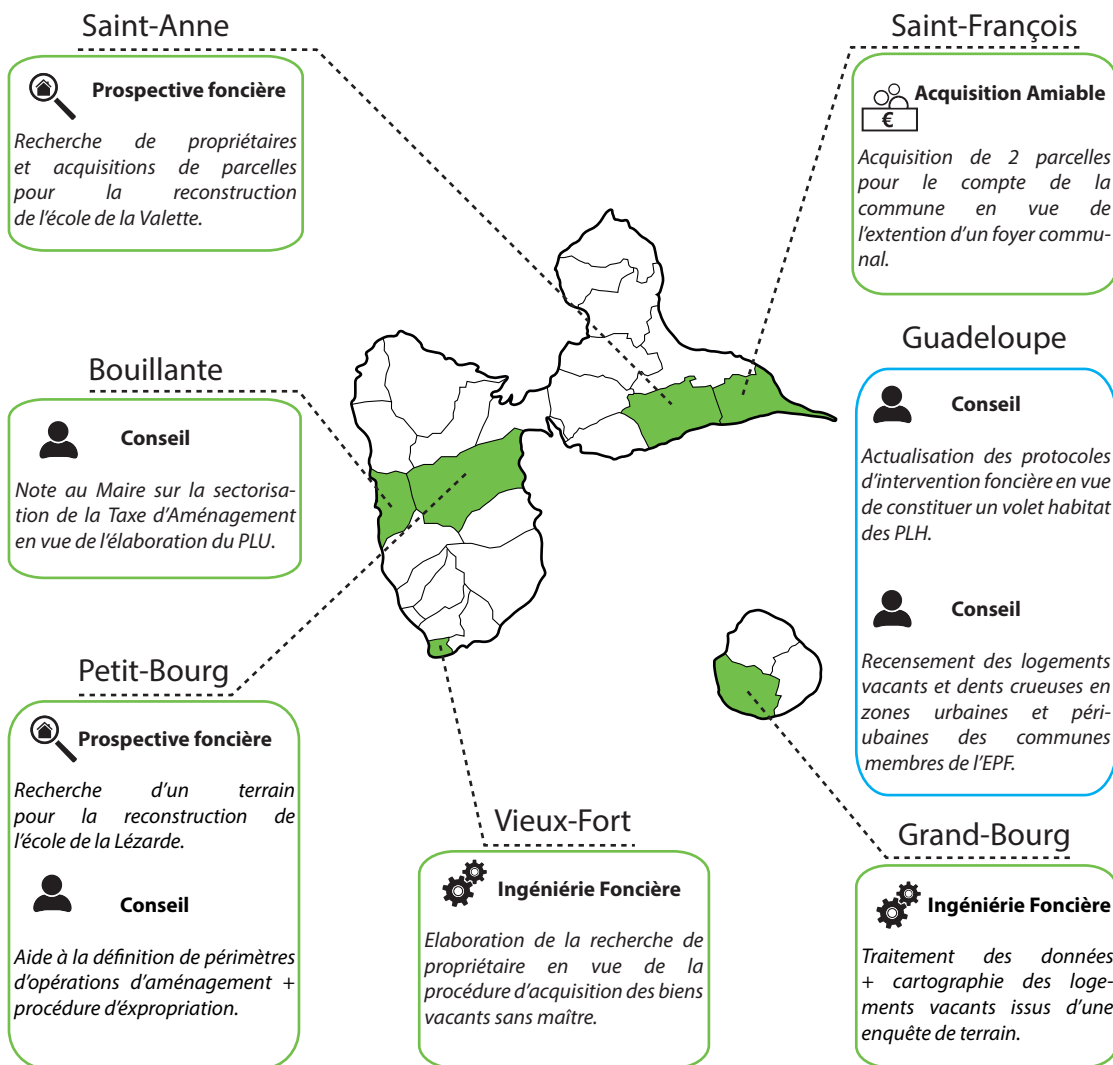 Saint-Anne
Prospective foncière
Recherche de propriétaires
et acquisitions de parcelles
pour la reconstruction
de l'école de la Valette.
Saint-François
Acquisition Amiable
€
Acquisition de 2 parcelles
pour le compte de la
commune en vue de
l'extention d'un foyer commu-
nal.
Bouillante
Conseil
Note au Maire sur la sectorisa-
tion de la Taxe d'Aménagement
en vue de l'élaboration du PLU.
Guadeloupe
Conseil
Actualisation des protocoles
d'intervention foncière en vue
de constituer un volet habitat
des PLH.
Conseil
Recensement des logements
vacants et dents crueuses en
zones urbaines et péri-
ubaines des communes
membres de l'EPF.
Petit-Bourg
Prospective foncière
Recherche d'un terrain
pour la reconstruction de
l'école de la Lézarde.
Conseil
Aide à la définition de périmètres
d'opérations d'aménagement +
procédure d'éxpropriation.
Vieux-Fort
Ingéniérie Foncière
Elaboration de la recherche de
propriétaire en vue de la
procédure d'acquisition des biens
vacants sans maître.
Grand-Bourg
Ingéniérie Foncière
Traitement des données
+ cartographie des loge-
ments vacants issus d'une
enquête de terrain.